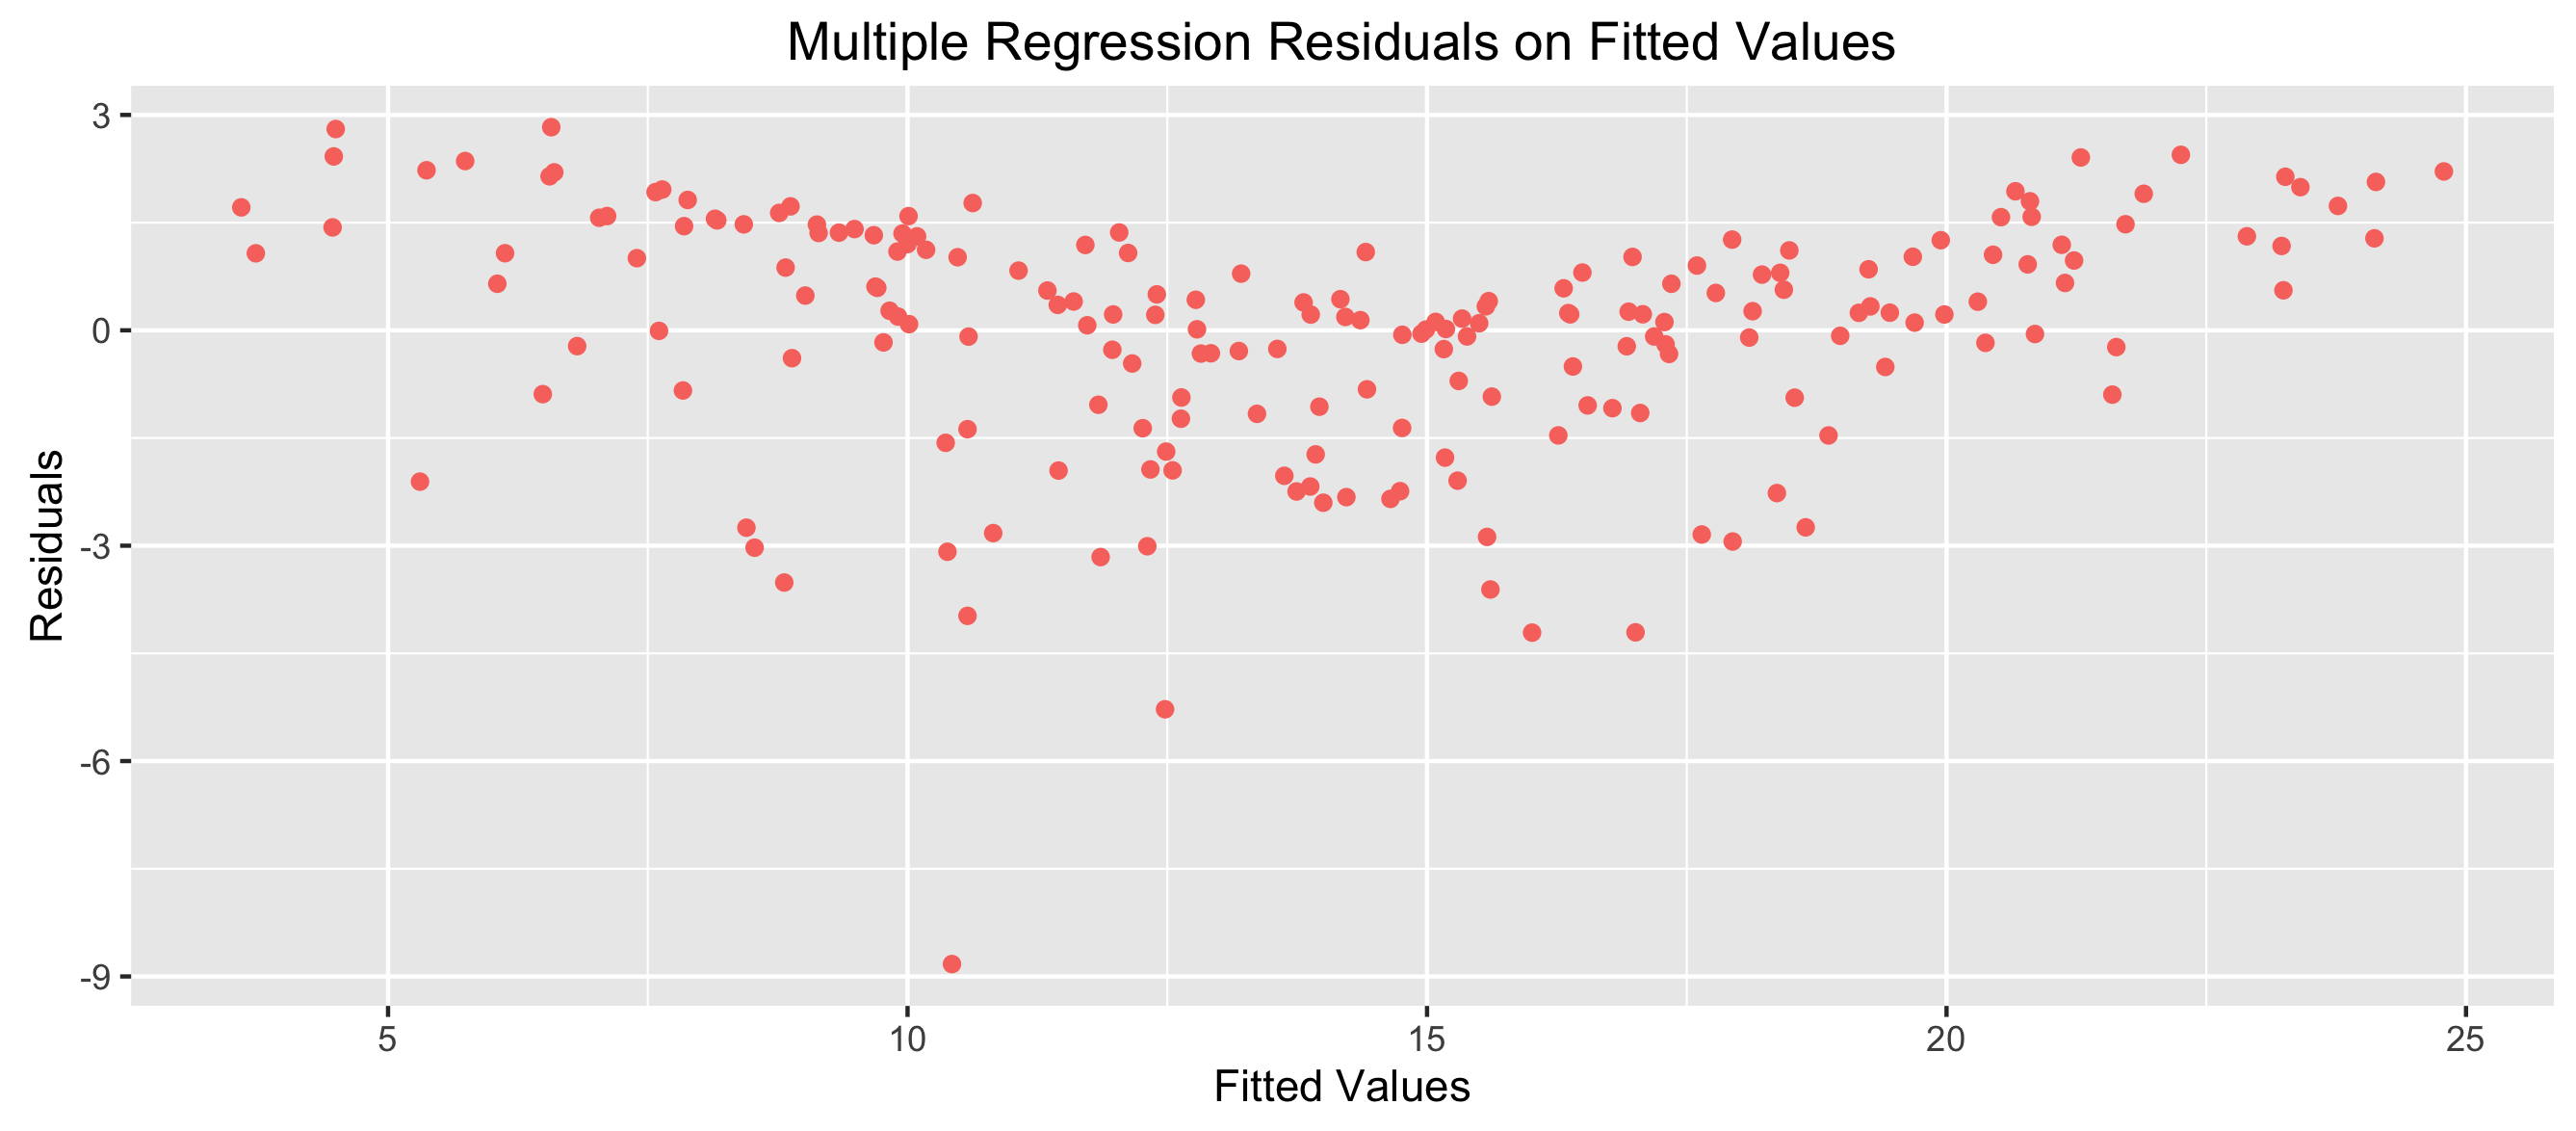 Multiple Regression Residuals on Fitted Values
3
0
-3
-6
-9
Residuals
5 10 15 20 25
Fitted Values